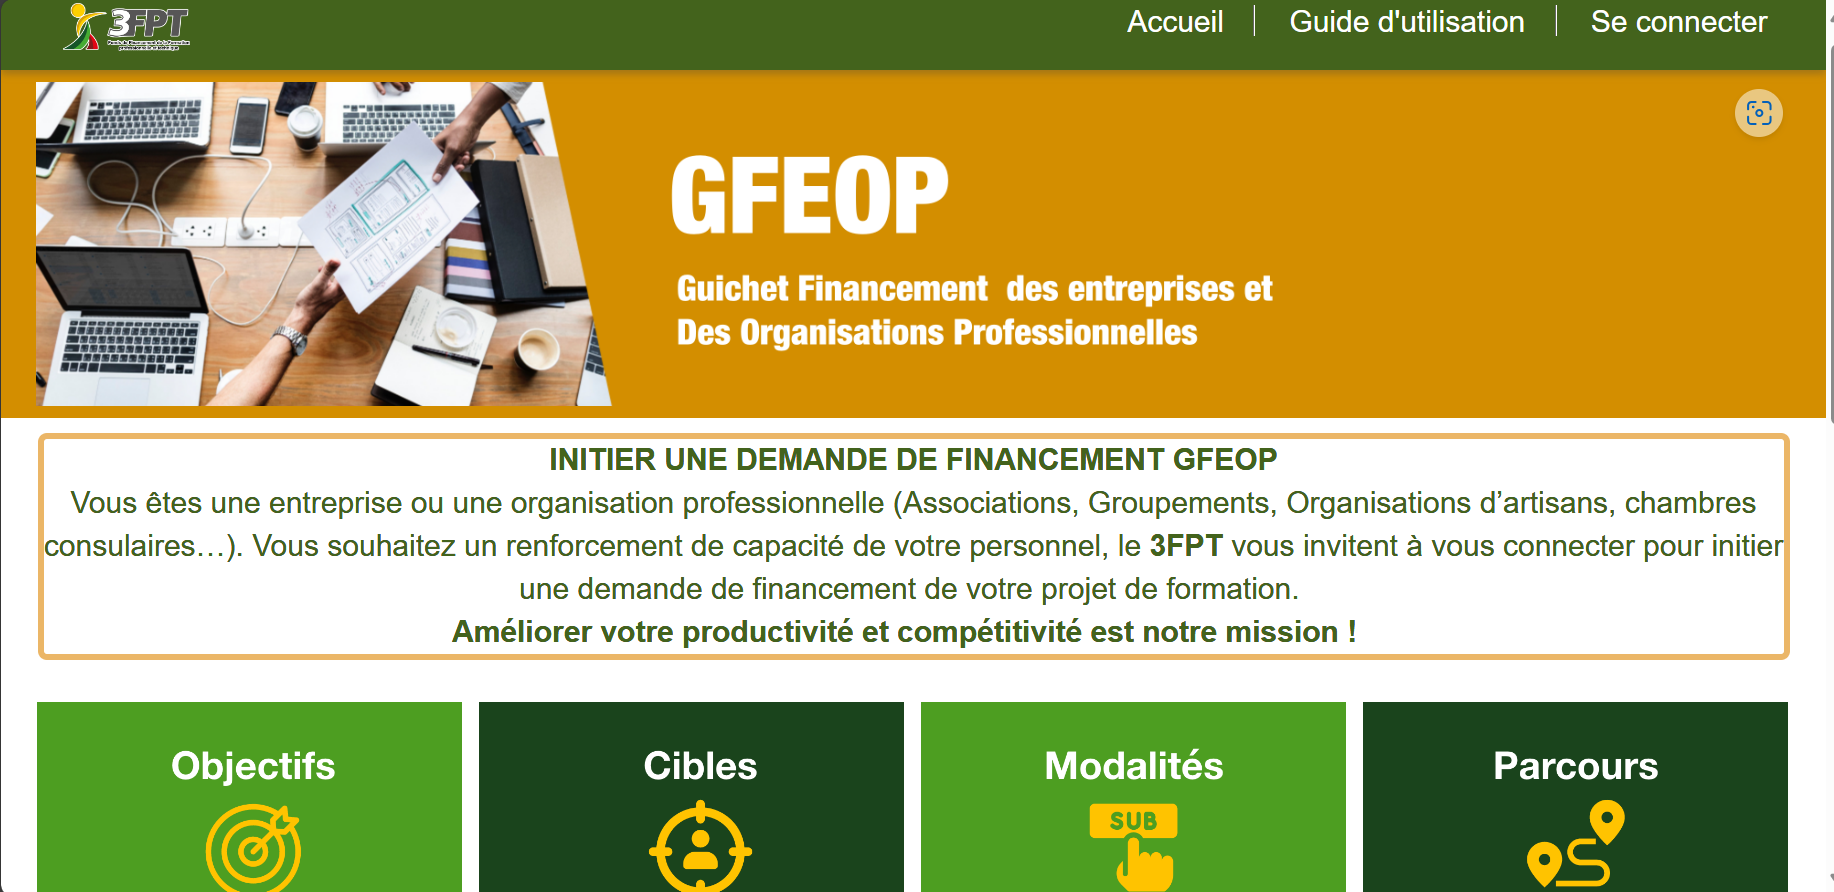 3FPT
Accueil
Guide d'utilisation
Se connecter
GFEOP
Guichet Financement des entreprises et
Des Organisations Professionnelles
INITIER UNE DEMANDE DE FINANCEMENT GFEOP
Vous êtes une entreprise ou une organisation professionnelle (Associations, Groupements, Organisations d’artisans, chambres
consulaires…). Vous souhaitez un renforcement de capacité de votre personnel, le 3FPT vous invitent à vous connecter pour initier
une demande de financement de votre projet de formation.
Améliorer votre productivité et compétitivité est notre mission !
Objectifs
Cibles
Modalités
Parcours
SUB